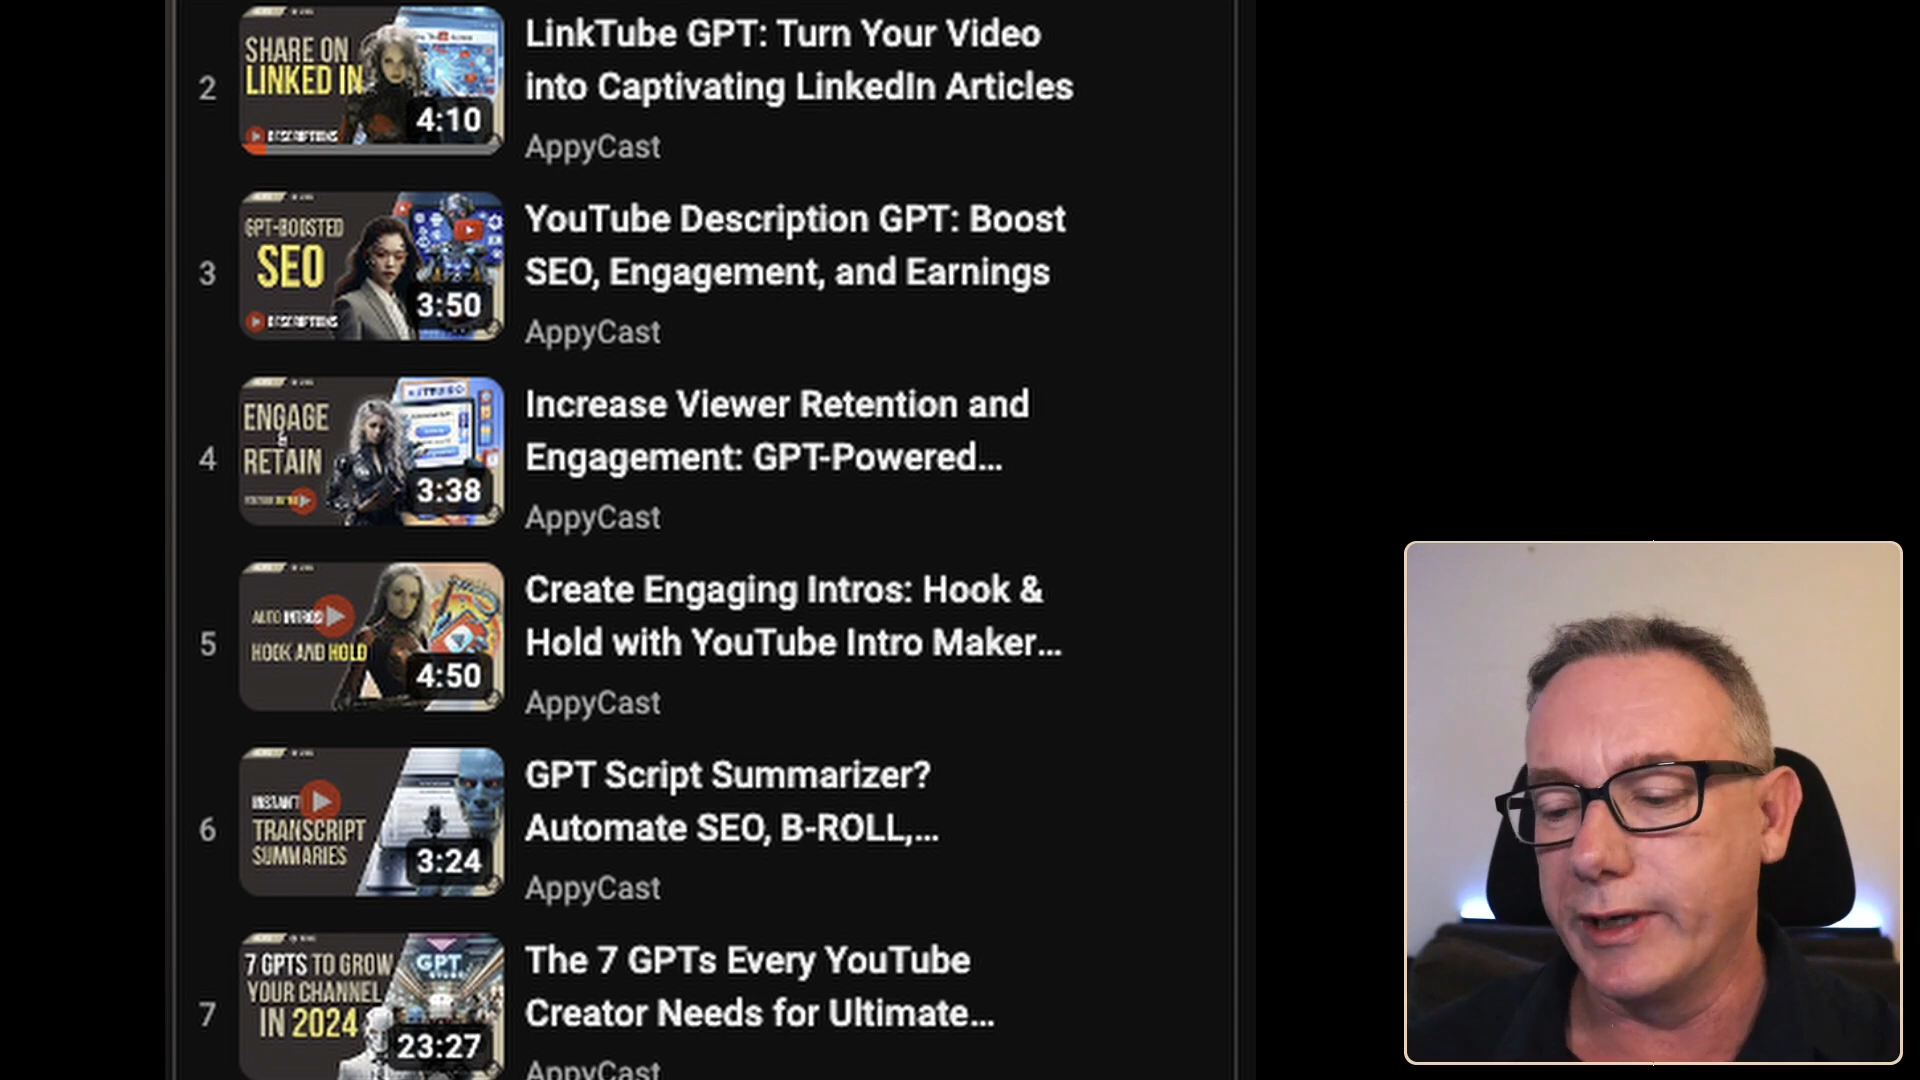 2
SHARE ON
LINKED IN
DESCRIPTIONS
4:10
LinkTube GPT: Turn Your Video
into Captivating LinkedIn Articles
AppyCast
3
GPT-BOOSTED
SEO
DESCRIPTIONS
3:50
YouTube Description GPT: Boost
SEO, Engagement, and Earnings
AppyCast
4
ENGAGE
&
RETAIN
3:38
Increase Viewer Retention and
Engagement: GPT-Powered...
AppyCast
5
AUTO INTROS
HOOK AND HOLD
4:50
Create Engaging Intros: Hook &
Hold with YouTube Intro Maker...
AppyCast
6
INSTANT
TRANSCRIPT
SUMMARIES
3:24
GPT Script Summarizer?
Automate SEO, B-ROLL,...
AppyCast
7
7 GPTS TO GROW
YOUR CHANNEL
IN 2024
GPT
23:27
The 7 GPTs Every YouTube
Creator Needs for Ultimate...
AppyCast